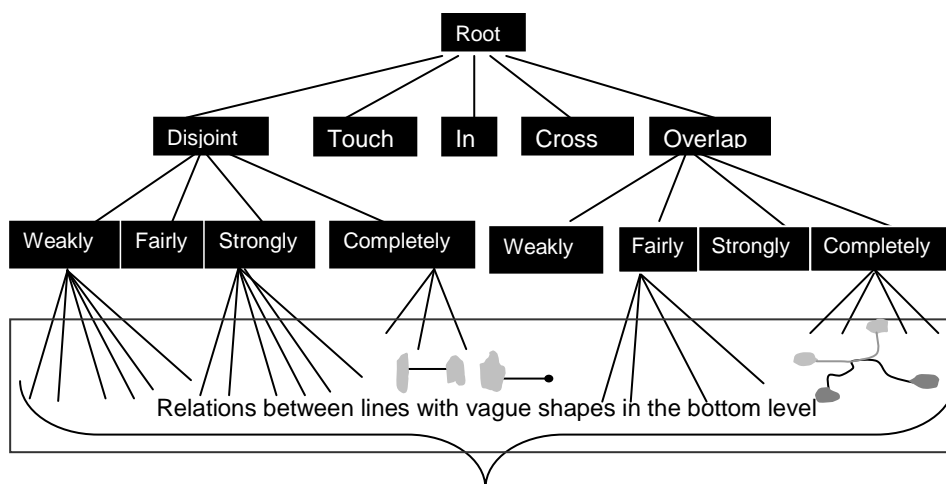 Root
Disjoint Touch In Cross Overlap
Weakly Fairly Strongly Completely Weakly Fairly Strongly Completely
Relations between lines with vague shapes in the bottom level